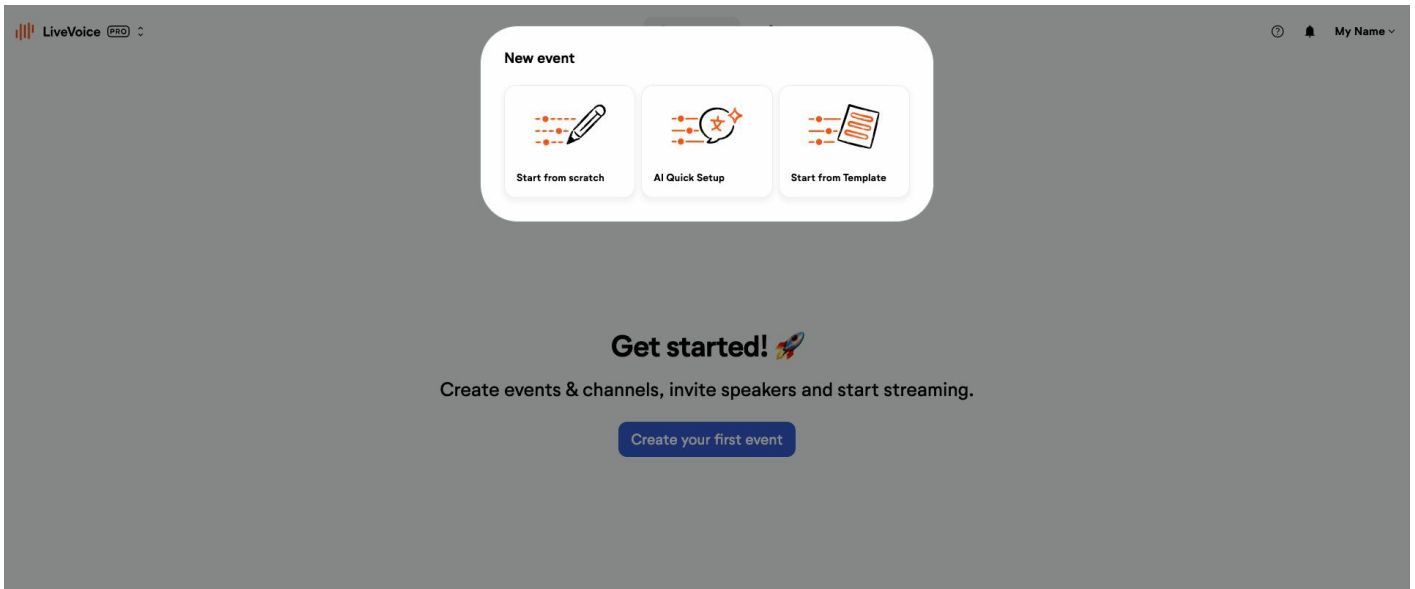 LiveVoice PRO
My Name
New event
文
Start from scratch
AI Quick Setup
Start from Template
Get started! 🚀
Create events & channels, invite speakers and start streaming.
Create your first event